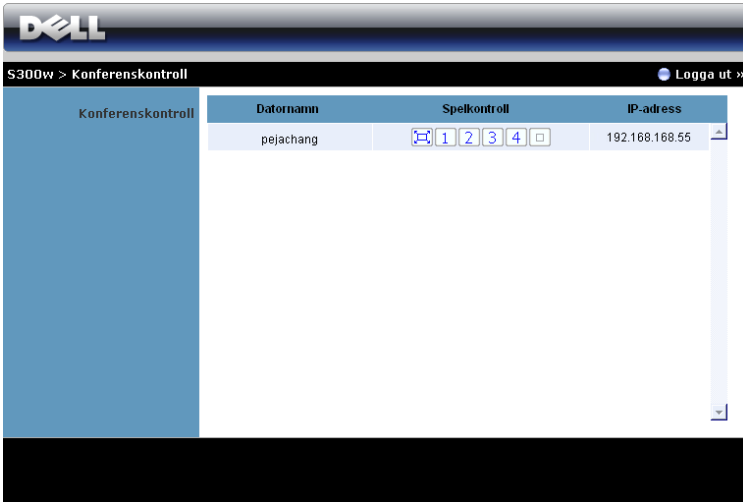 DELL
S300w > Konferenskontroll
Logga ut »
Konferenskontroll
Datornamn Spelkontroll IP-adress
pejachang 1 2 3 4 192.168.168.55